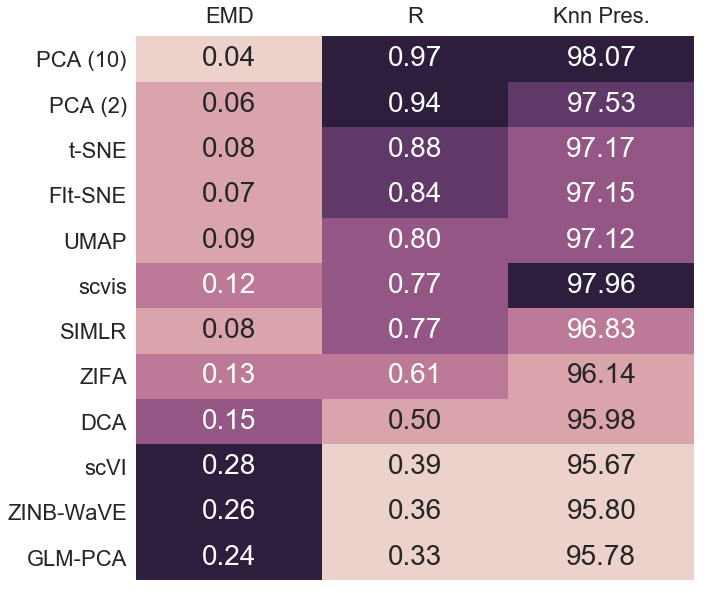 EMD R Knn Pres.
PCA (10) 0.04 0.97 98.07
PCA (2) 0.06 0.94 97.53
t-SNE 0.08 0.88 97.17
FIt-SNE 0.07 0.84 97.15
UMAP 0.09 0.80 97.12
scvis 0.12 0.77 97.96
SIMLR 0.08 0.77 96.83
ZIFA 0.13 0.61 96.14
DCA 0.15 0.50 95.98
scVI 0.28 0.39 95.67
ZINB-WaVE 0.26 0.36 95.80
GLM-PCA 0.24 0.33 95.78